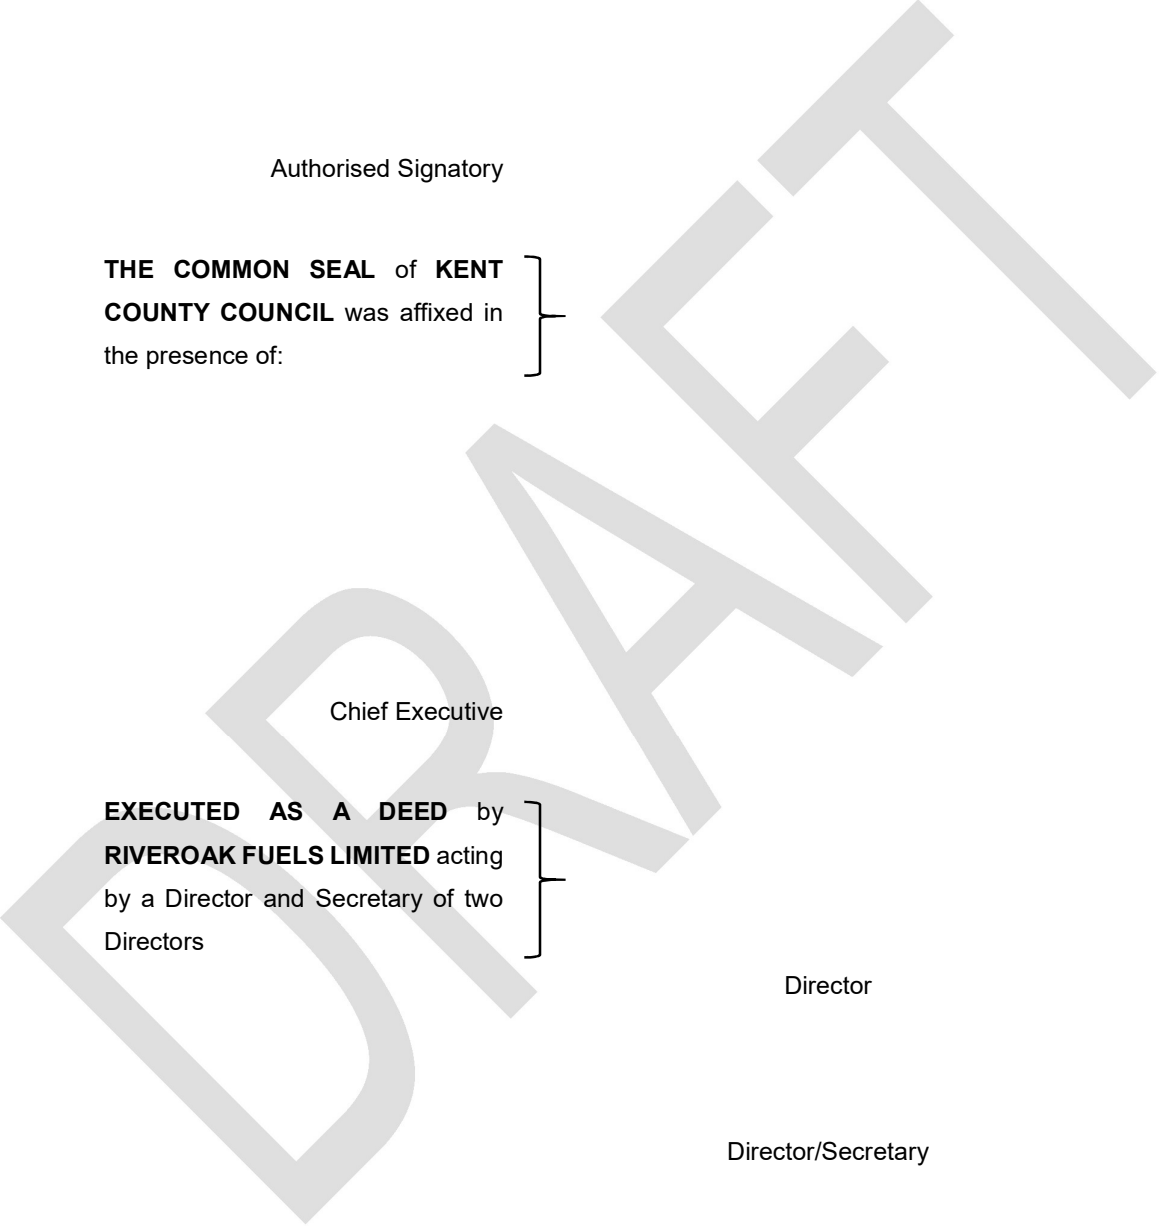 Authorised Signatory
THE COMMON SEAL of KENT
COUNTY COUNCIL was affixed in
the presence of:
Chief Executive
EXECUTED AS A DEED by
RIVEROAK FUELS LIMITED acting
by a Director and Secretary of two
Directors
Director
Director/Secretary
DRAFT